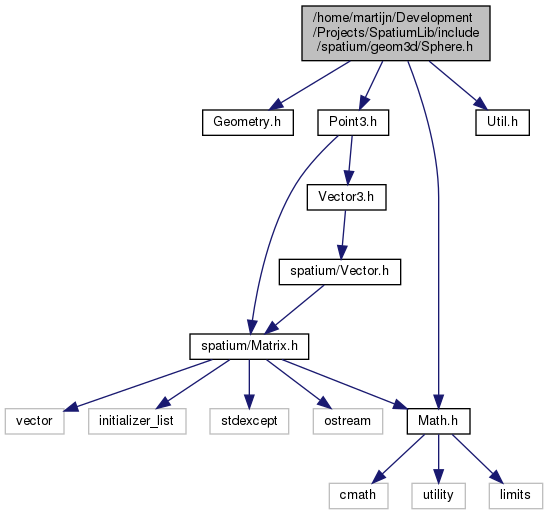 /home/martijn/Development
/Projects/SpatiumLib/include
/spatium/geom3d/Sphere.h
Geometry.h
Point3.h
Util.h
Vector3.h
spatium/Vector.h
spatium/Matrix.h
vector
initializer_list
stdexcept
ostream
Math.h
cmath
utility
limits